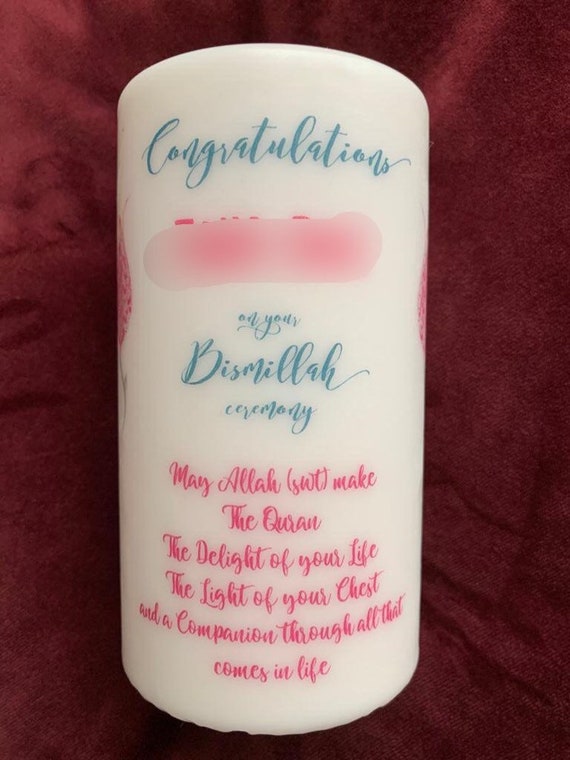 Congratulations
on your
Bismillah
ceremony
May Allah (swt) make
The Quran
The Delight of your Life
The Light of your Chest
and a Companion through all that
comes in life